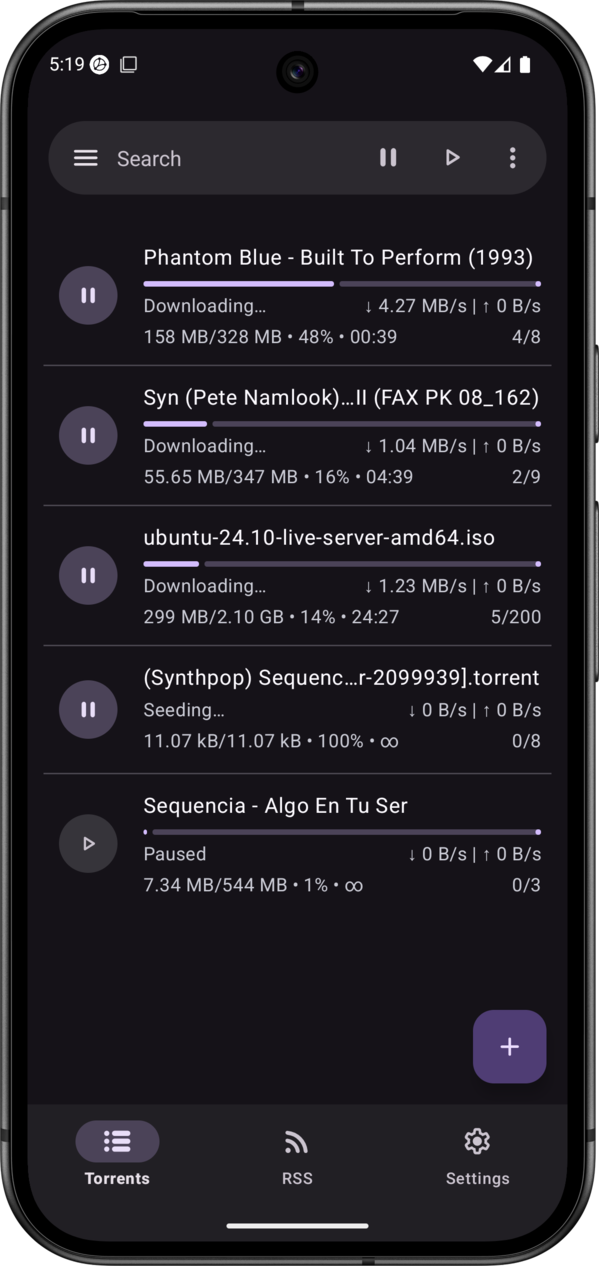 5:19
Search
Phantom Blue - Built To Perform (1993)
Downloading… ↓ 4.27 MB/s | ↑ 0 B/s
158 MB/328 MB • 48% • 00:39 4/8
Syn (Pete Namlook)…II (FAX PK 08_162)
Downloading… ↓ 1.04 MB/s | ↑ 0 B/s
55.65 MB/347 MB • 16% • 04:39 2/9
ubuntu-24.10-live-server-amd64.iso
Downloading… ↓ 1.23 MB/s | ↑ 0 B/s
299 MB/2.10 GB • 14% • 24:27 5/200
(Synthpop) Sequenc…r-2099939].torrent
Seeding… ↓ 0 B/s | ↑ 0 B/s
11.07 kB/11.07 kB • 100% • ∞ 0/8
Sequencia - Algo En Tu Ser
Paused ↓ 0 B/s | ↑ 0 B/s
7.34 MB/544 MB • 1% • ∞ 0/3
Torrents RSS Settings